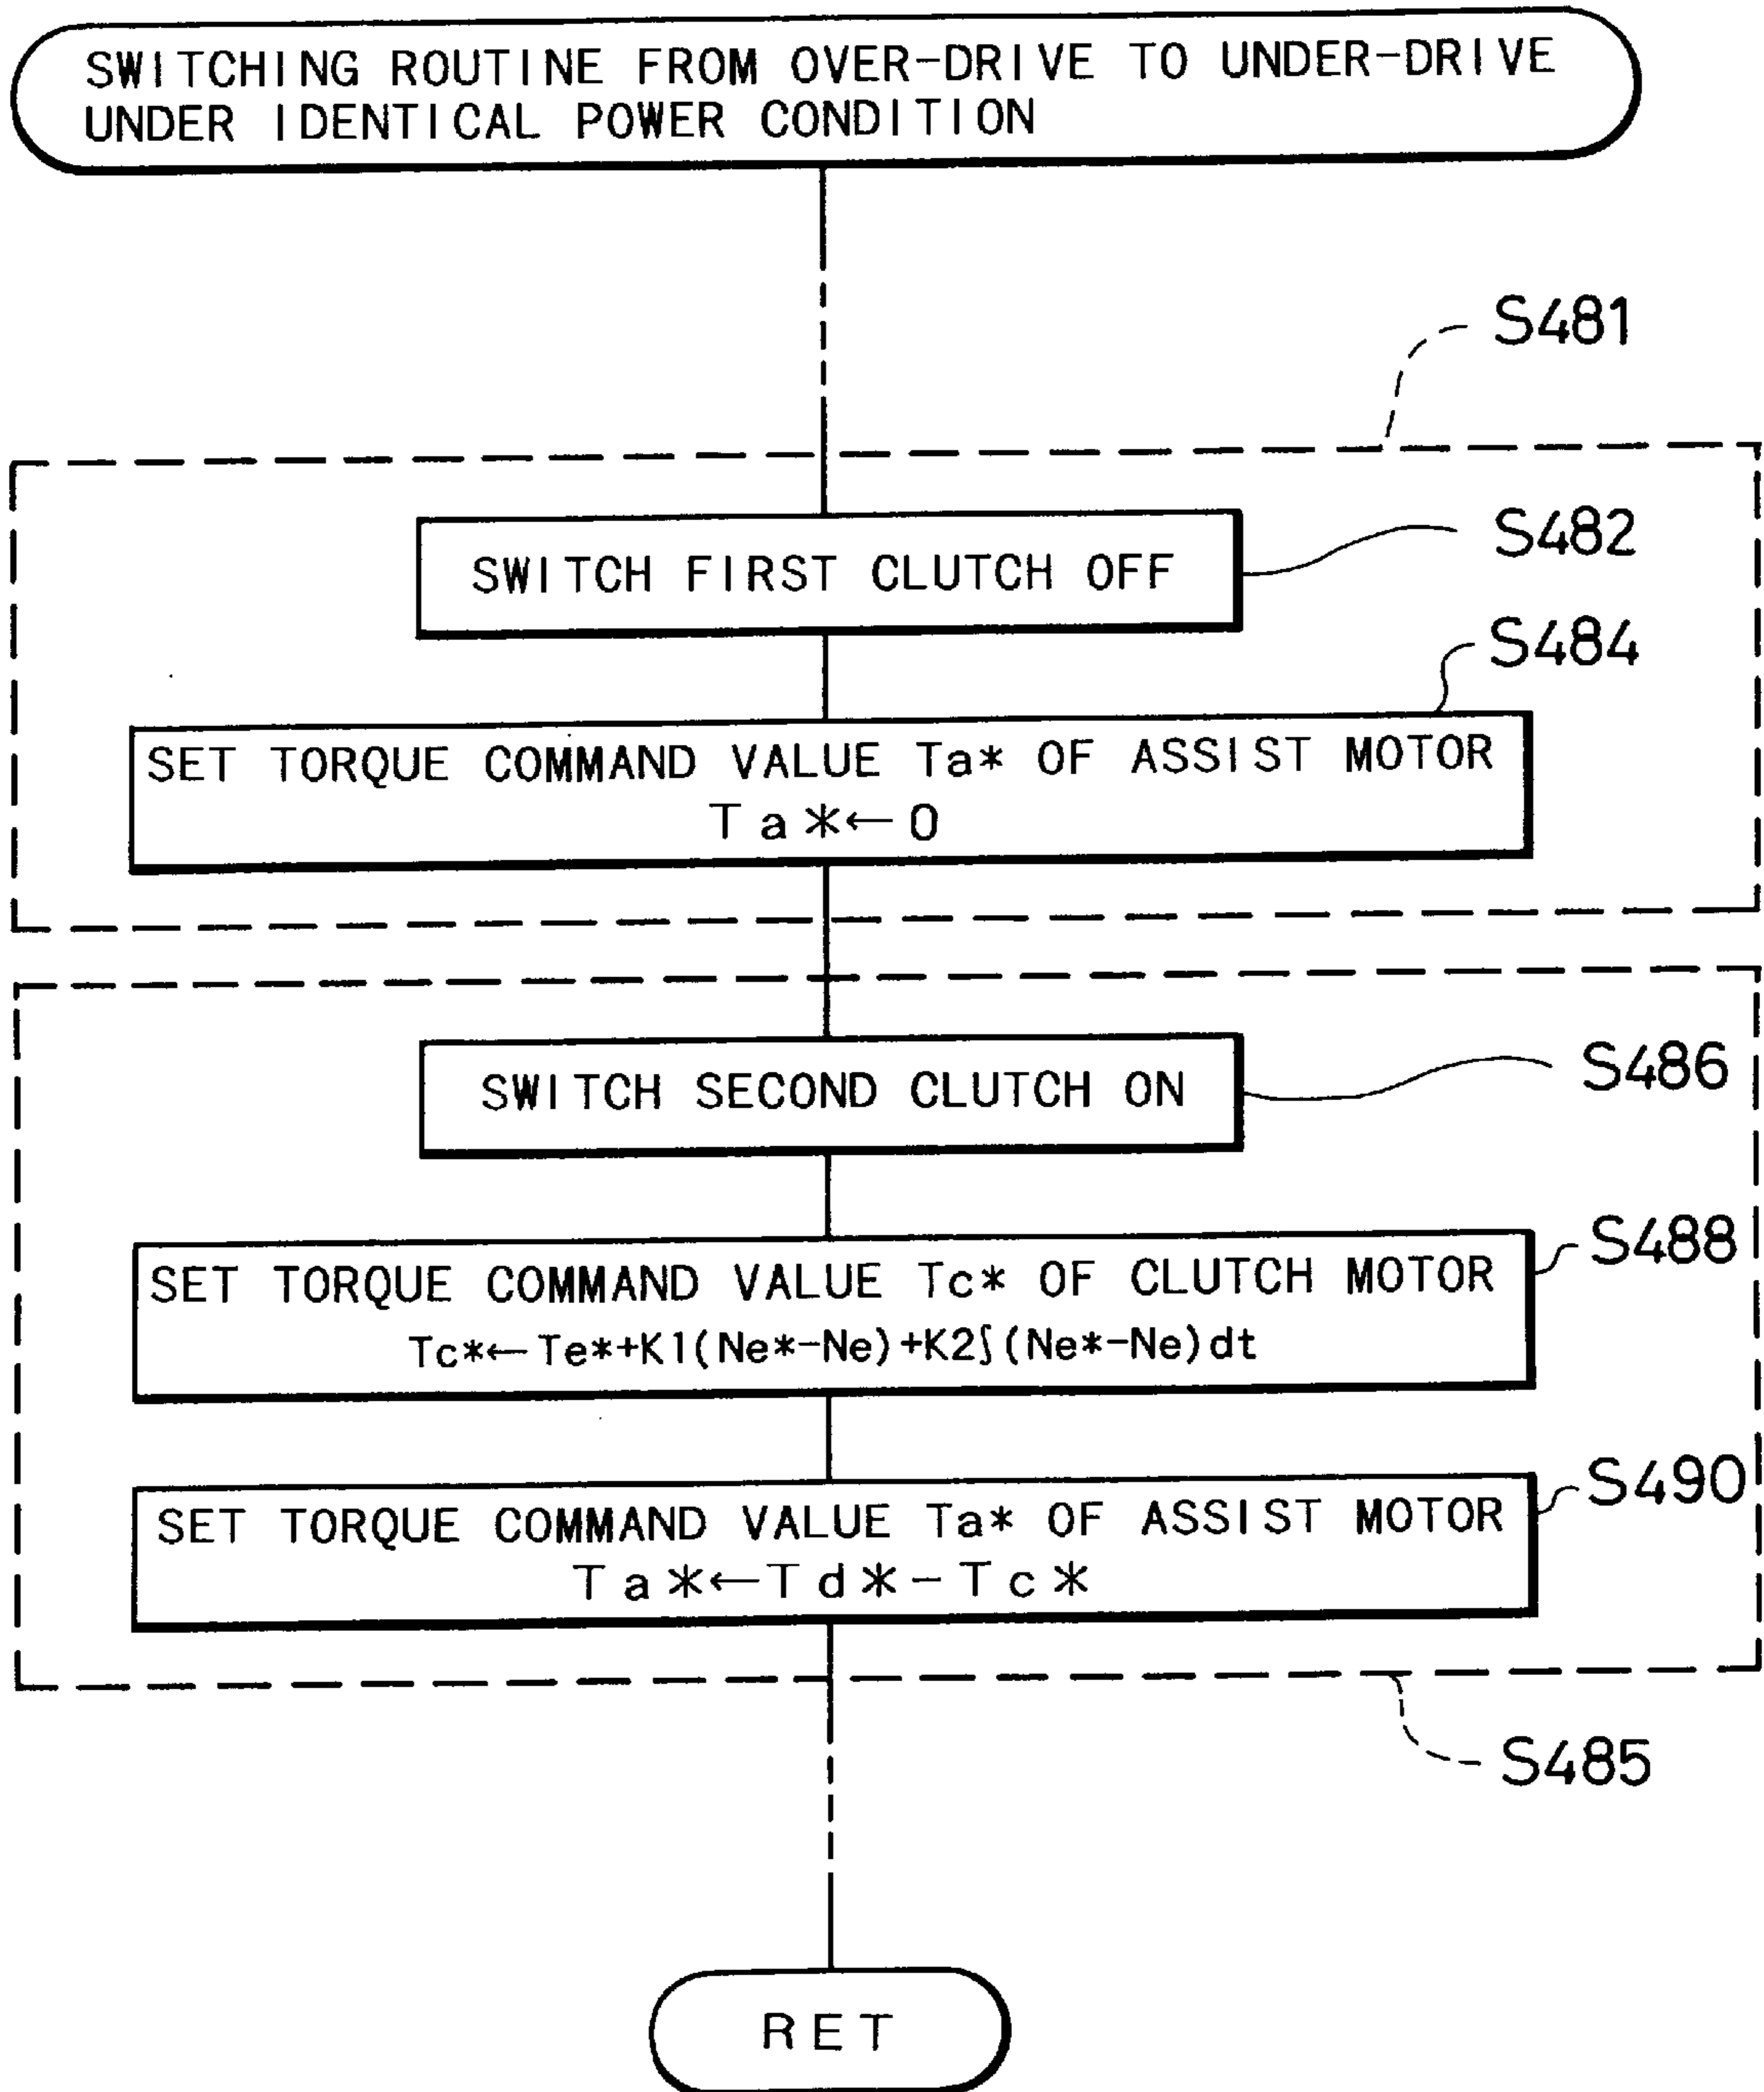 SWITCHING ROUTINE FROM OVER-DRIVE TO UNDER-DRIVE
UNDER IDENTICAL POWER CONDITION
S481
SWITCH FIRST CLUTCH OFF
S482
S484
SET TORQUE COMMAND VALUE Ta* OF ASSIST MOTOR
Ta*←0
SWITCH SECOND CLUTCH ON
S486
S488
SET TORQUE COMMAND VALUE Tc* OF CLUTCH MOTOR
Tc*←Te*+K1(Ne*-Ne)+K2∫(Ne*-Ne)dt
S490
SET TORQUE COMMAND VALUE Ta* OF ASSIST MOTOR
Ta*←Td*-Tc*
S485
RET